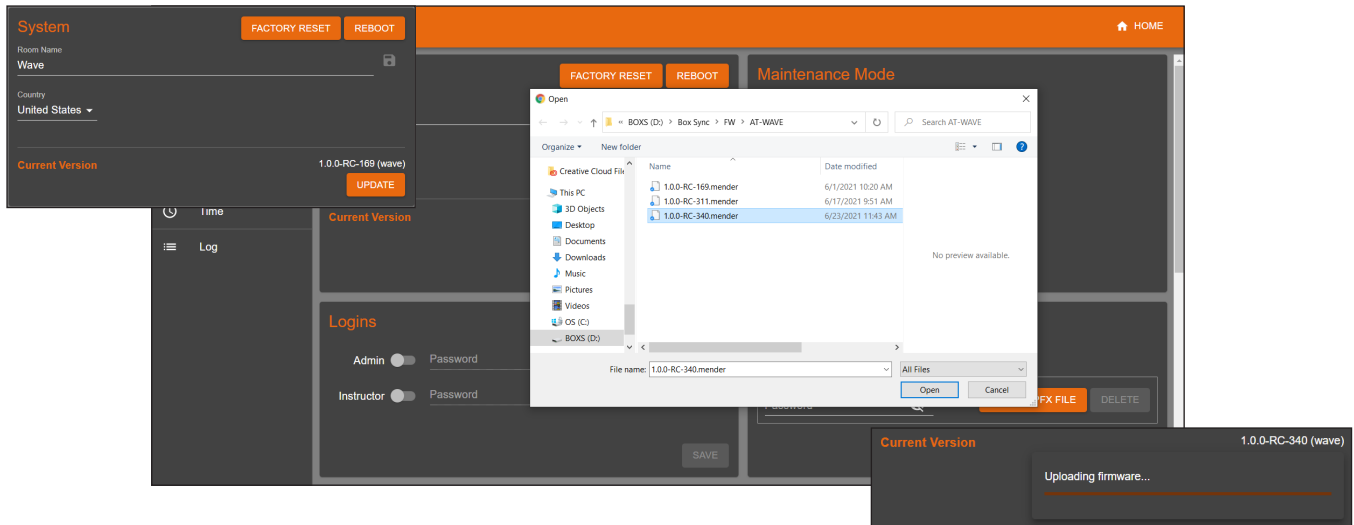 System
FACTORY RESET
REBOOT
Room Name
Wave
Country
United States
Current Version
1.0.0-RC-169 (wave)
UPDATE
HOME
FACTORY RESET
REBOOT
Maintenance Mode
Time
Log
Current Version
Open
« BOXS (D:) > Box Sync > FW > AT-WAVE
Search AT-WAVE
Organize
New folder
Name
Date modified
Creative Cloud File
This PC
3D Objects
Desktop
Documents
Downloads
Music
Pictures
Videos
OS (C:)
BOXS (D:)
1.0.0-RC-169.mender 6/1/2021 10:20 AM
1.0.0-RC-311.mender 6/17/2021 9:51 AM
1.0.0-RC-340.mender 6/23/2021 11:43 AM
No preview available.
File name: 1.0.0-RC-340.mender
All Files
Open
Cancel
Logins
Admin
Password
Instructor
Password
SAVE
Password
PFX FILE
DELETE
Current Version
1.0.0-RC-340 (wave)
Uploading firmware...